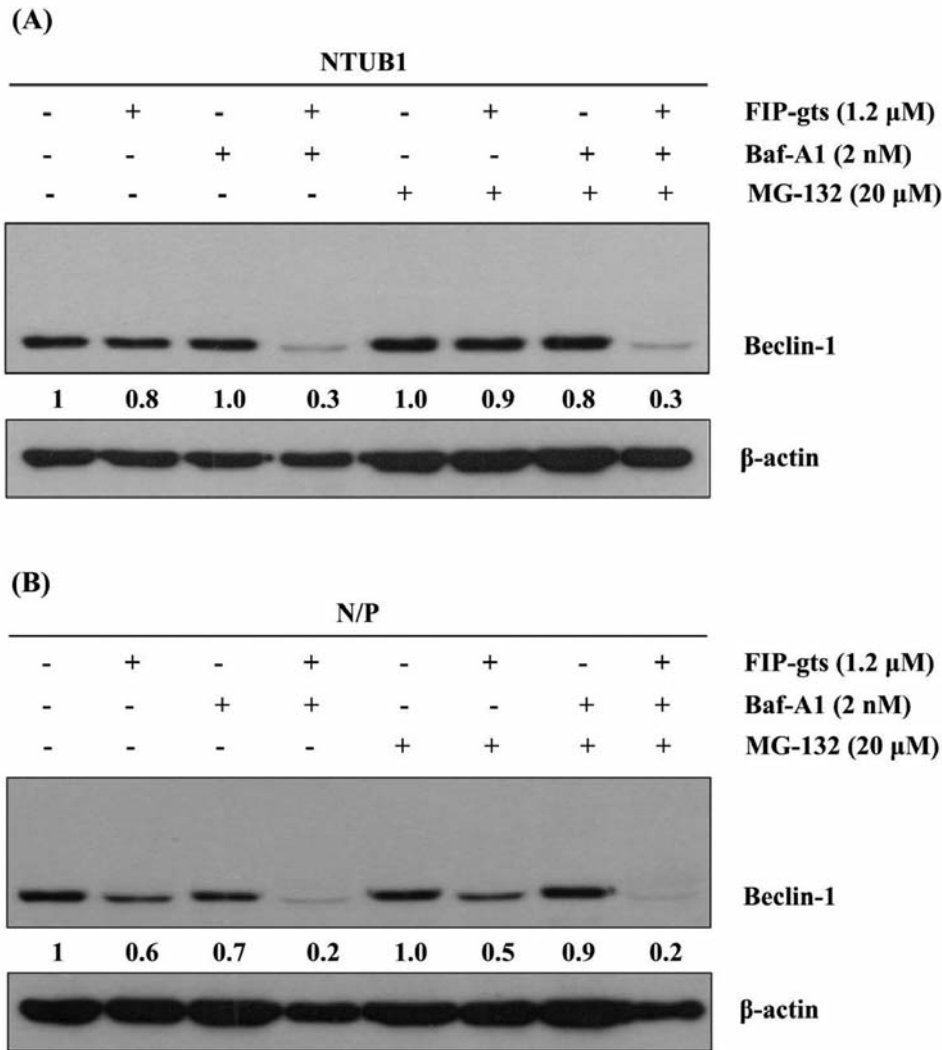 (A)
NTUB1
- + - + - + - + FIP-gts (1.2 μM)
- - + + - - + + Baf-A1 (2 nM)
- - - - + + + + MG-132 (20 μM)
Beclin-1
1 0.8 1.0 0.3 1.0 0.9 0.8 0.3
β-actin
(B)
N/P
- + - + - + - + FIP-gts (1.2 μM)
- - + + - - + + Baf-A1 (2 nM)
- - - - + + + + MG-132 (20 μM)
Beclin-1
1 0.6 0.7 0.2 1.0 0.5 0.9 0.2
β-actin